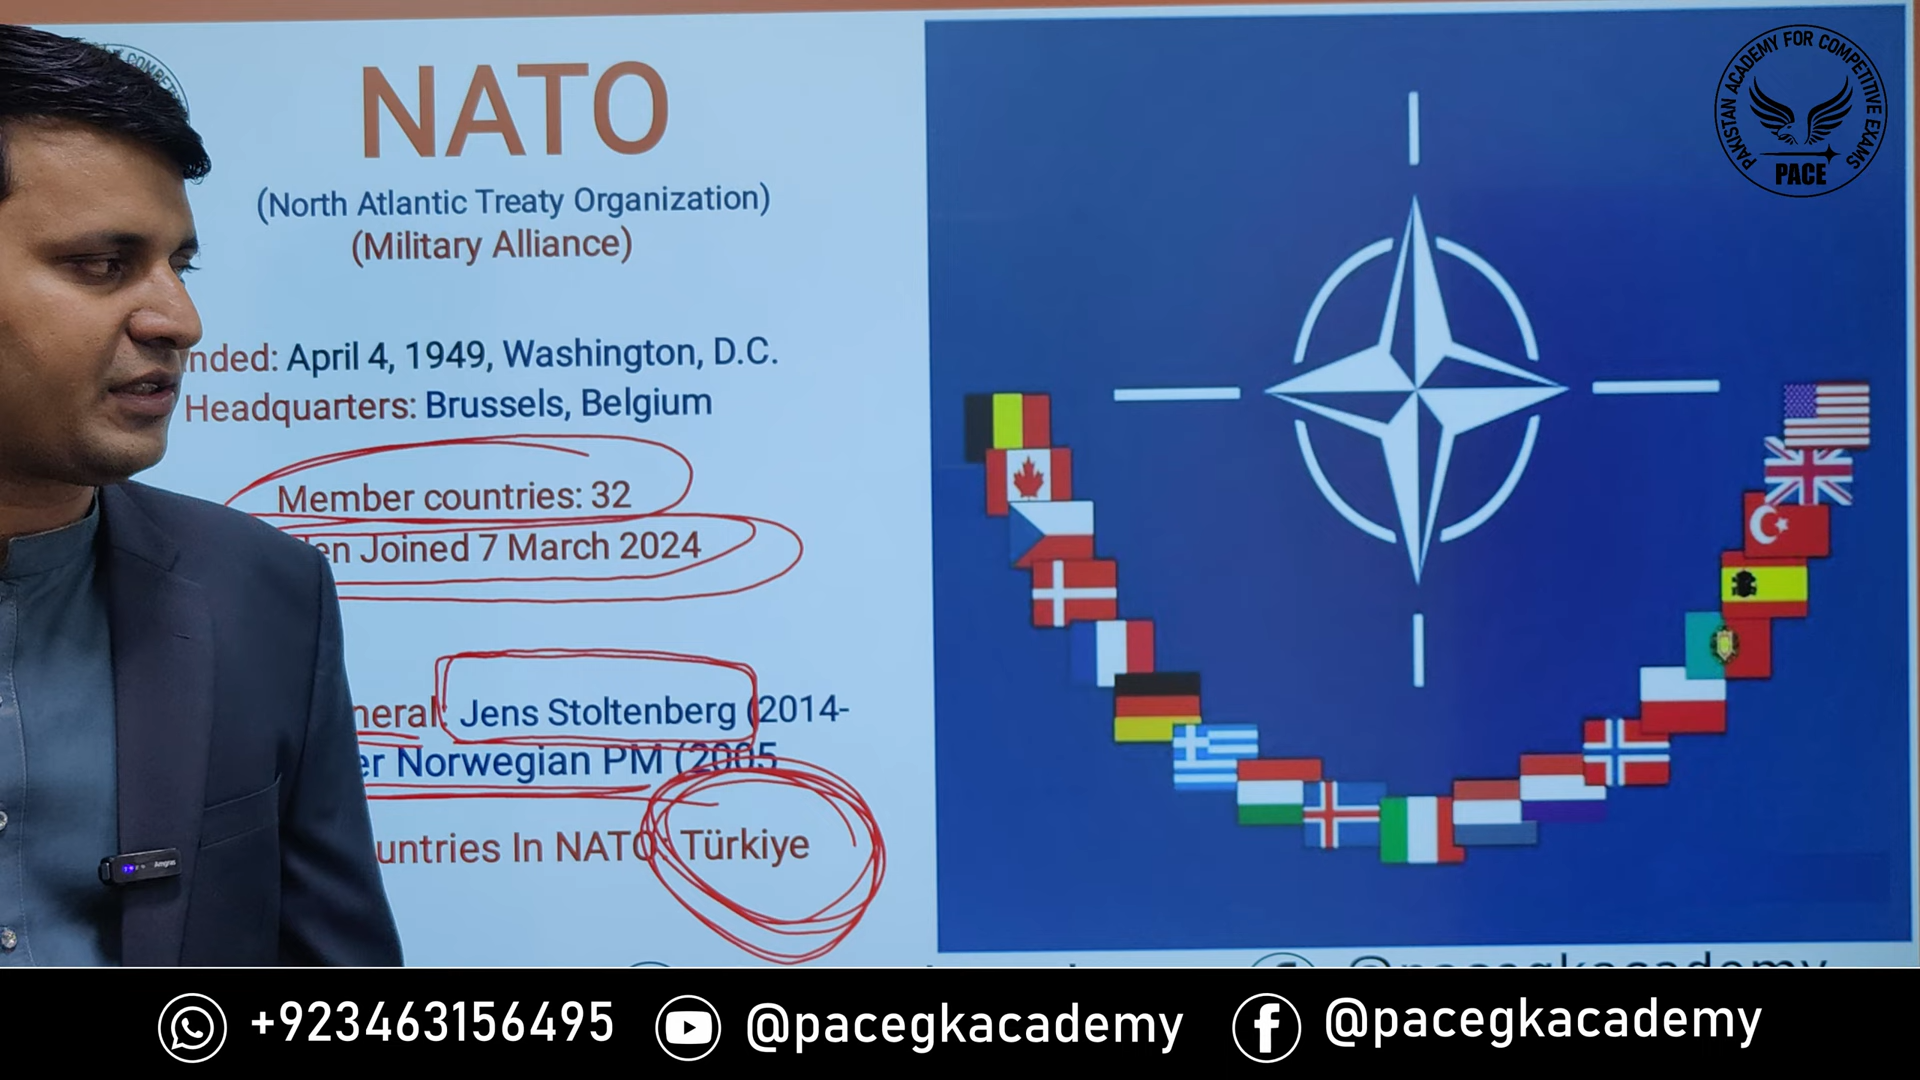 NATO
(North Atlantic Treaty Organization)
(Military Alliance)
nded: April 4, 1949, Washington, D.C.
Headquarters: Brussels, Belgium
Member countries: 32
en Joined 7 March 2024
neral: Jens Stoltenberg (2014-
er Norwegian PM (2005
untries In NATO: Türkiye
PAKISTAN ACADEMY FOR COMPETITIVE EXAMS
PACE
@pacegkacademy
+923463156495
@pacegkacademy
@pacegkacademy